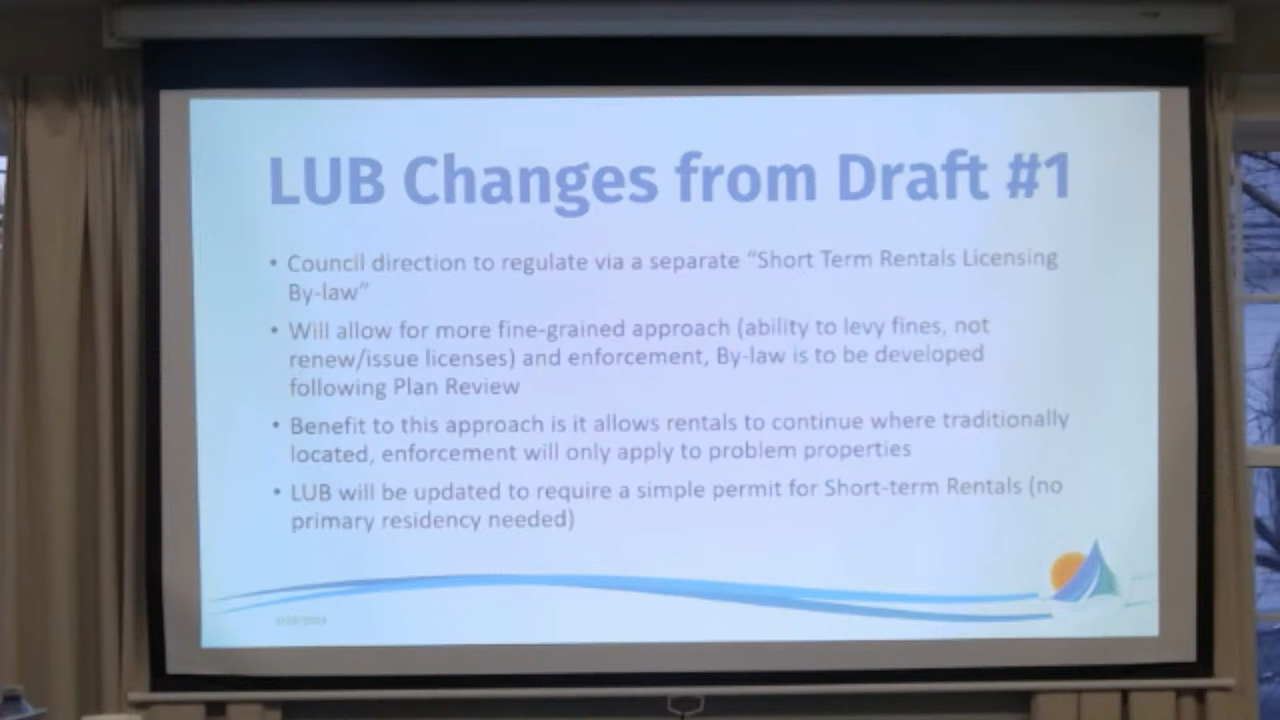 LUB Changes from Draft #1
• Council direction to regulate via a separate “Short Term Rentals Licensing
By-law”
• Will allow for more fine-grained approach (ability to levy fines, not
renew/issue licenses) and enforcement, By-law is to be developed
following Plan Review
• Benefit to this approach is it allows rentals to continue where traditionally
located, enforcement will only apply to problem properties
• LUB will be updated to require a simple permit for Short-term Rentals (no
primary residency needed)